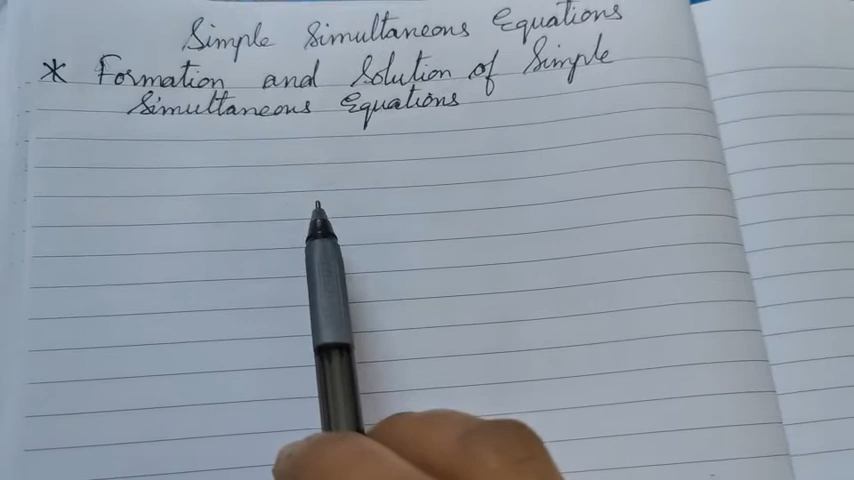 Simple Simultaneous Equations
* Formation and Solution of Simple
Simultaneous Equations